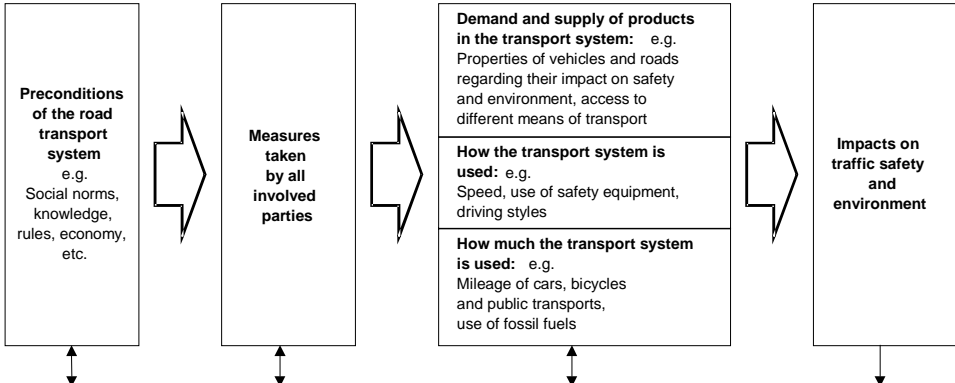 Preconditions
of the road
transport
system
e.g.
Social norms,
knowledge,
rules, economy,
etc.
Measures
taken
by all
involved
parties
Demand and supply of products
in the transport system: e.g.
Properties of vehicles and roads
regarding their impact on safety
and environment, access to
different means of transport
How the transport system is
used: e.g.
Speed, use of safety equipment,
driving styles
How much the transport system
is used: e.g.
Mileage of cars, bicycles
and public transports,
use of fossil fuels
Impacts on
traffic safety
and
environment